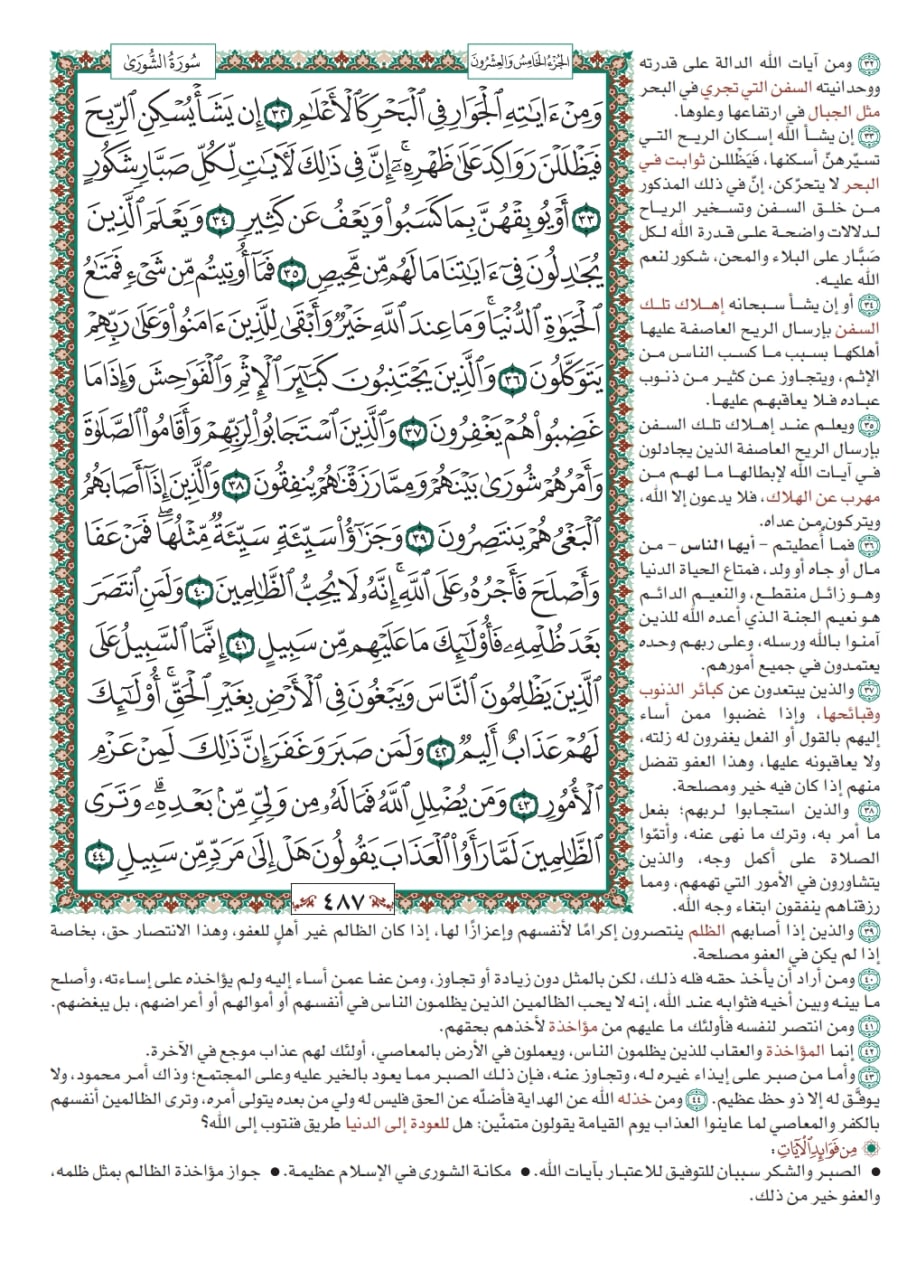 سُورَةُ الشُّورَىٰ
الجُزْءُ الخَامِسُ وَالعِشْرُونَ
وَمِنْ ءَايَٰتِهِ ٱلْجَوَارِ فِي ٱلْبَحْرِ كَٱلْأَعْلَٰمِ ٣٢ إِن يَشَأْ يُسْكِنِ ٱلرِّيحَ
فَيَظْلَلْنَ رَوَاكِدَ عَلَىٰ ظَهْرِهِۦٓ ۚ إِنَّ فِي ذَٰلِكَ لَأٓيَٰتٍ لِّكُلِّ صَبَّارٍ شَكُورٍ
٣٣ أَوْ يُوبِقْهُنَّ بِمَا كَسَبُوا۟ وَيَعْفُ عَن كَثِيرٍ ٣٤ وَيَعْلَمَ ٱلَّذِينَ
يُجَٰدِلُونَ فِيٓ ءَايَٰتِنَا مَا لَهُم مِّن مَّحِيصٍ ٣٥ فَمَآ أُوتِيتُم مِّن شَيْءٍ فَمَتَٰعُ
ٱلْحَيَوٰةِ ٱلدُّنْيَا ۖ وَمَا عِندَ ٱللَّهِ خَيْرٌ وَأَبْقَىٰ لِلَّذِينَ ءَامَنُوا۟ وَعَلَىٰ رَبِّهِمْ
يَتَوَكَّلُونَ ٣٦ وَٱلَّذِينَ يَجْتَنِبُونَ كَبَٰٓئِرَ ٱلْإِثْمِ وَٱلْفَوَٰحِشَ وَإِذَا مَا
غَضِبُوا۟ هُمْ يَغْفِرُونَ ٣٧ وَٱلَّذِينَ ٱسْتَجَابُوا۟ لِرَبِّهِمْ وَأَقَامُوا۟ ٱلصَّلَوٰةَ
وَأَمْرُهُمْ شُورَىٰ بَيْنَهُمْ وَمِمَّا رَزَقْنَٰهُمْ يُنفِقُونَ ٣٨ وَٱلَّذِينَ إِذَآ أَصَابَهُمُ
ٱلْبَغْيُ هُمْ يَنتَصِرُونَ ٣٩ وَجَزَٰٓؤُا۟ سَيِّئَةٍ سَيِّئَةٌ مِّثْلُهَا ۖ فَمَنْ عَفَا
وَأَصْلَحَ فَأَجْرُهُۥ عَلَى ٱللَّهِ ۚ إِنَّهُۥ لَا يُحِبُّ ٱلظَّٰلِمِينَ ٤٠ وَلَمَنِ ٱنتَصَرَ
بَعْدَ ظُلْمِهِۦ فَأُو۟لَٰٓئِكَ مَا عَلَيْهِم مِّن سَبِيلٍ ٤١ إِنَّمَا ٱلسَّبِيلُ عَلَى
ٱلَّذِينَ يَظْلِمُونَ ٱلنَّاسَ وَيَبْغُونَ فِي ٱلْأَرْضِ بِغَيْرِ ٱلْحَقِّ ۚ أُو۟لَٰٓئِكَ
لَهُمْ عَذَابٌ أَلِيمٌ ٤٢ وَلَمَن صَبَرَ وَغَفَرَ إِنَّ ذَٰلِكَ لَمِنْ عَزْمِ
ٱلْأُمُورِ ٤٣ وَمَن يُضْلِلِ ٱللَّهُ فَمَا لَهُۥ مِن وَلِيٍّ مِّنۢ بَعْدِهِۦ ۗ وَتَرَى
ٱلظَّٰلِمِينَ لَمَّا رَأَوُا۟ ٱلْعَذَابَ يَقُولُونَ هَلْ إِلَىٰ مَرَدٍّ مِّن سَبِيلٍ ٤٤
٤٨٧
٣٢ ومن آيات الله الدالة على قدرته
ووحدانيته السفن التي تجري في البحر
مثل الجبال في ارتفاعها وعلوها.
٣٣ إن يشأ الله إسكان الريح التي
تسيّرهنّ أسكنها، فَيَظْللن ثوابت في
البحر لا يتحرّكن، إنّ في ذلك المذكور
من خلق السفن وتسخير الرياح
لدلالات واضحة على قدرة الله لكل
صَبَّار على البلاء والمحن، شكور لنعم
الله عليه.
٣٤ أو إن يشأ سبحانه إهلاك تلك
السفن بإرسال الريح العاصفة عليها
أهلكها بسبب ما كسب الناس من
الإثم، ويتجاوز عن كثير من ذنوب
عباده فلا يعاقبهم عليها.
٣٥ ويعلم عند إهلاك تلك السفن
بإرسال الريح العاصفة الذين يجادلون
في آيات الله لإبطالها ما لهم من
مهرب عن الهلاك، فلا يدعون إلا الله،
ويتركون من عداه.
٣٦ فما أُعطيتم – أيها الناس – من
مال أو جاه أو ولد، فمتاع الحياة الدنيا
وهو زائل منقطع، والنعيم الدائم
هو نعيم الجنة الذي أعده الله للذين
آمنوا بالله ورسله، وعلى ربهم وحده
يعتمدون في جميع أمورهم.
٣٧ والذين يبتعدون عن كبائر الذنوب
وقبائحها، وإذا غضبوا ممن أساء
إليهم بالقول أو الفعل يغفرون له زلته،
ولا يعاقبونه عليها، وهذا العفو تفضل
منهم إذا كان فيه خير ومصلحة.
٣٨ والذين استجابوا لربهم؛ بفعل
ما أمر به، وترك ما نهى عنه، وأتمّوا
الصلاة على أكمل وجه، والذين
يتشاورون في الأمور التي تهمهم، ومما
رزقناهم ينفقون ابتغاء وجه الله.
٣٩ والذين إذا أصابهم الظلم ينتصرون إكرامًا لأنفسهم وإعزازًا لها، إذا كان الظالم غير أهلٍ للعفو، وهذا الانتصار حق، بخاصة
إذا لم يكن في العفو مصلحة.
٤٠ ومن أراد أن يأخذ حقه فله ذلك، لكن بالمثل دون زيادة أو تجاوز، ومن عفا عمن أساء إليه ولم يؤاخذه على إساءته، وأصلح
ما بينه وبين أخيه فثوابه عند الله، إنه لا يحب الظالمين الذين يظلمون الناس في أنفسهم أو أموالهم أو أعراضهم، بل يبغضهم.
٤١ ومن انتصر لنفسه فأولئك ما عليهم من مؤاخذة لأخذهم بحقهم.
٤٢ إنما المؤاخذة والعقاب للذين يظلمون الناس، ويعملون في الأرض بالمعاصي، أولئك لهم عذاب موجع في الآخرة.
٤٣ وأما من صبر على إيذاء غيره له، وتجاوز عنه، فإن ذلك الصبر مما يعود بالخير عليه وعلى المجتمع؛ وذاك أمر محمود، ولا
يوفَّق له إلا ذو حظ عظيم. ٤٤ ومن خذله الله عن الهداية فأضلّه عن الحق فليس له ولي من بعده يتولى أمره، وترى الظالمين أنفسهم
بالكفر والمعاصي لما عاينوا العذاب يوم القيامة يقولون متمنِّين: هل للعودة إلى الدنيا طريق فنتوب إلى الله؟
مِن فَوَائِدِ الْآيَاتِ:
• الصبر والشكر سببان للتوفيق للاعتبار بآيات الله. • مكانة الشورى في الإسلام عظيمة. • جواز مؤاخذة الظالم بمثل ظلمه،
والعفو خير من ذلك.